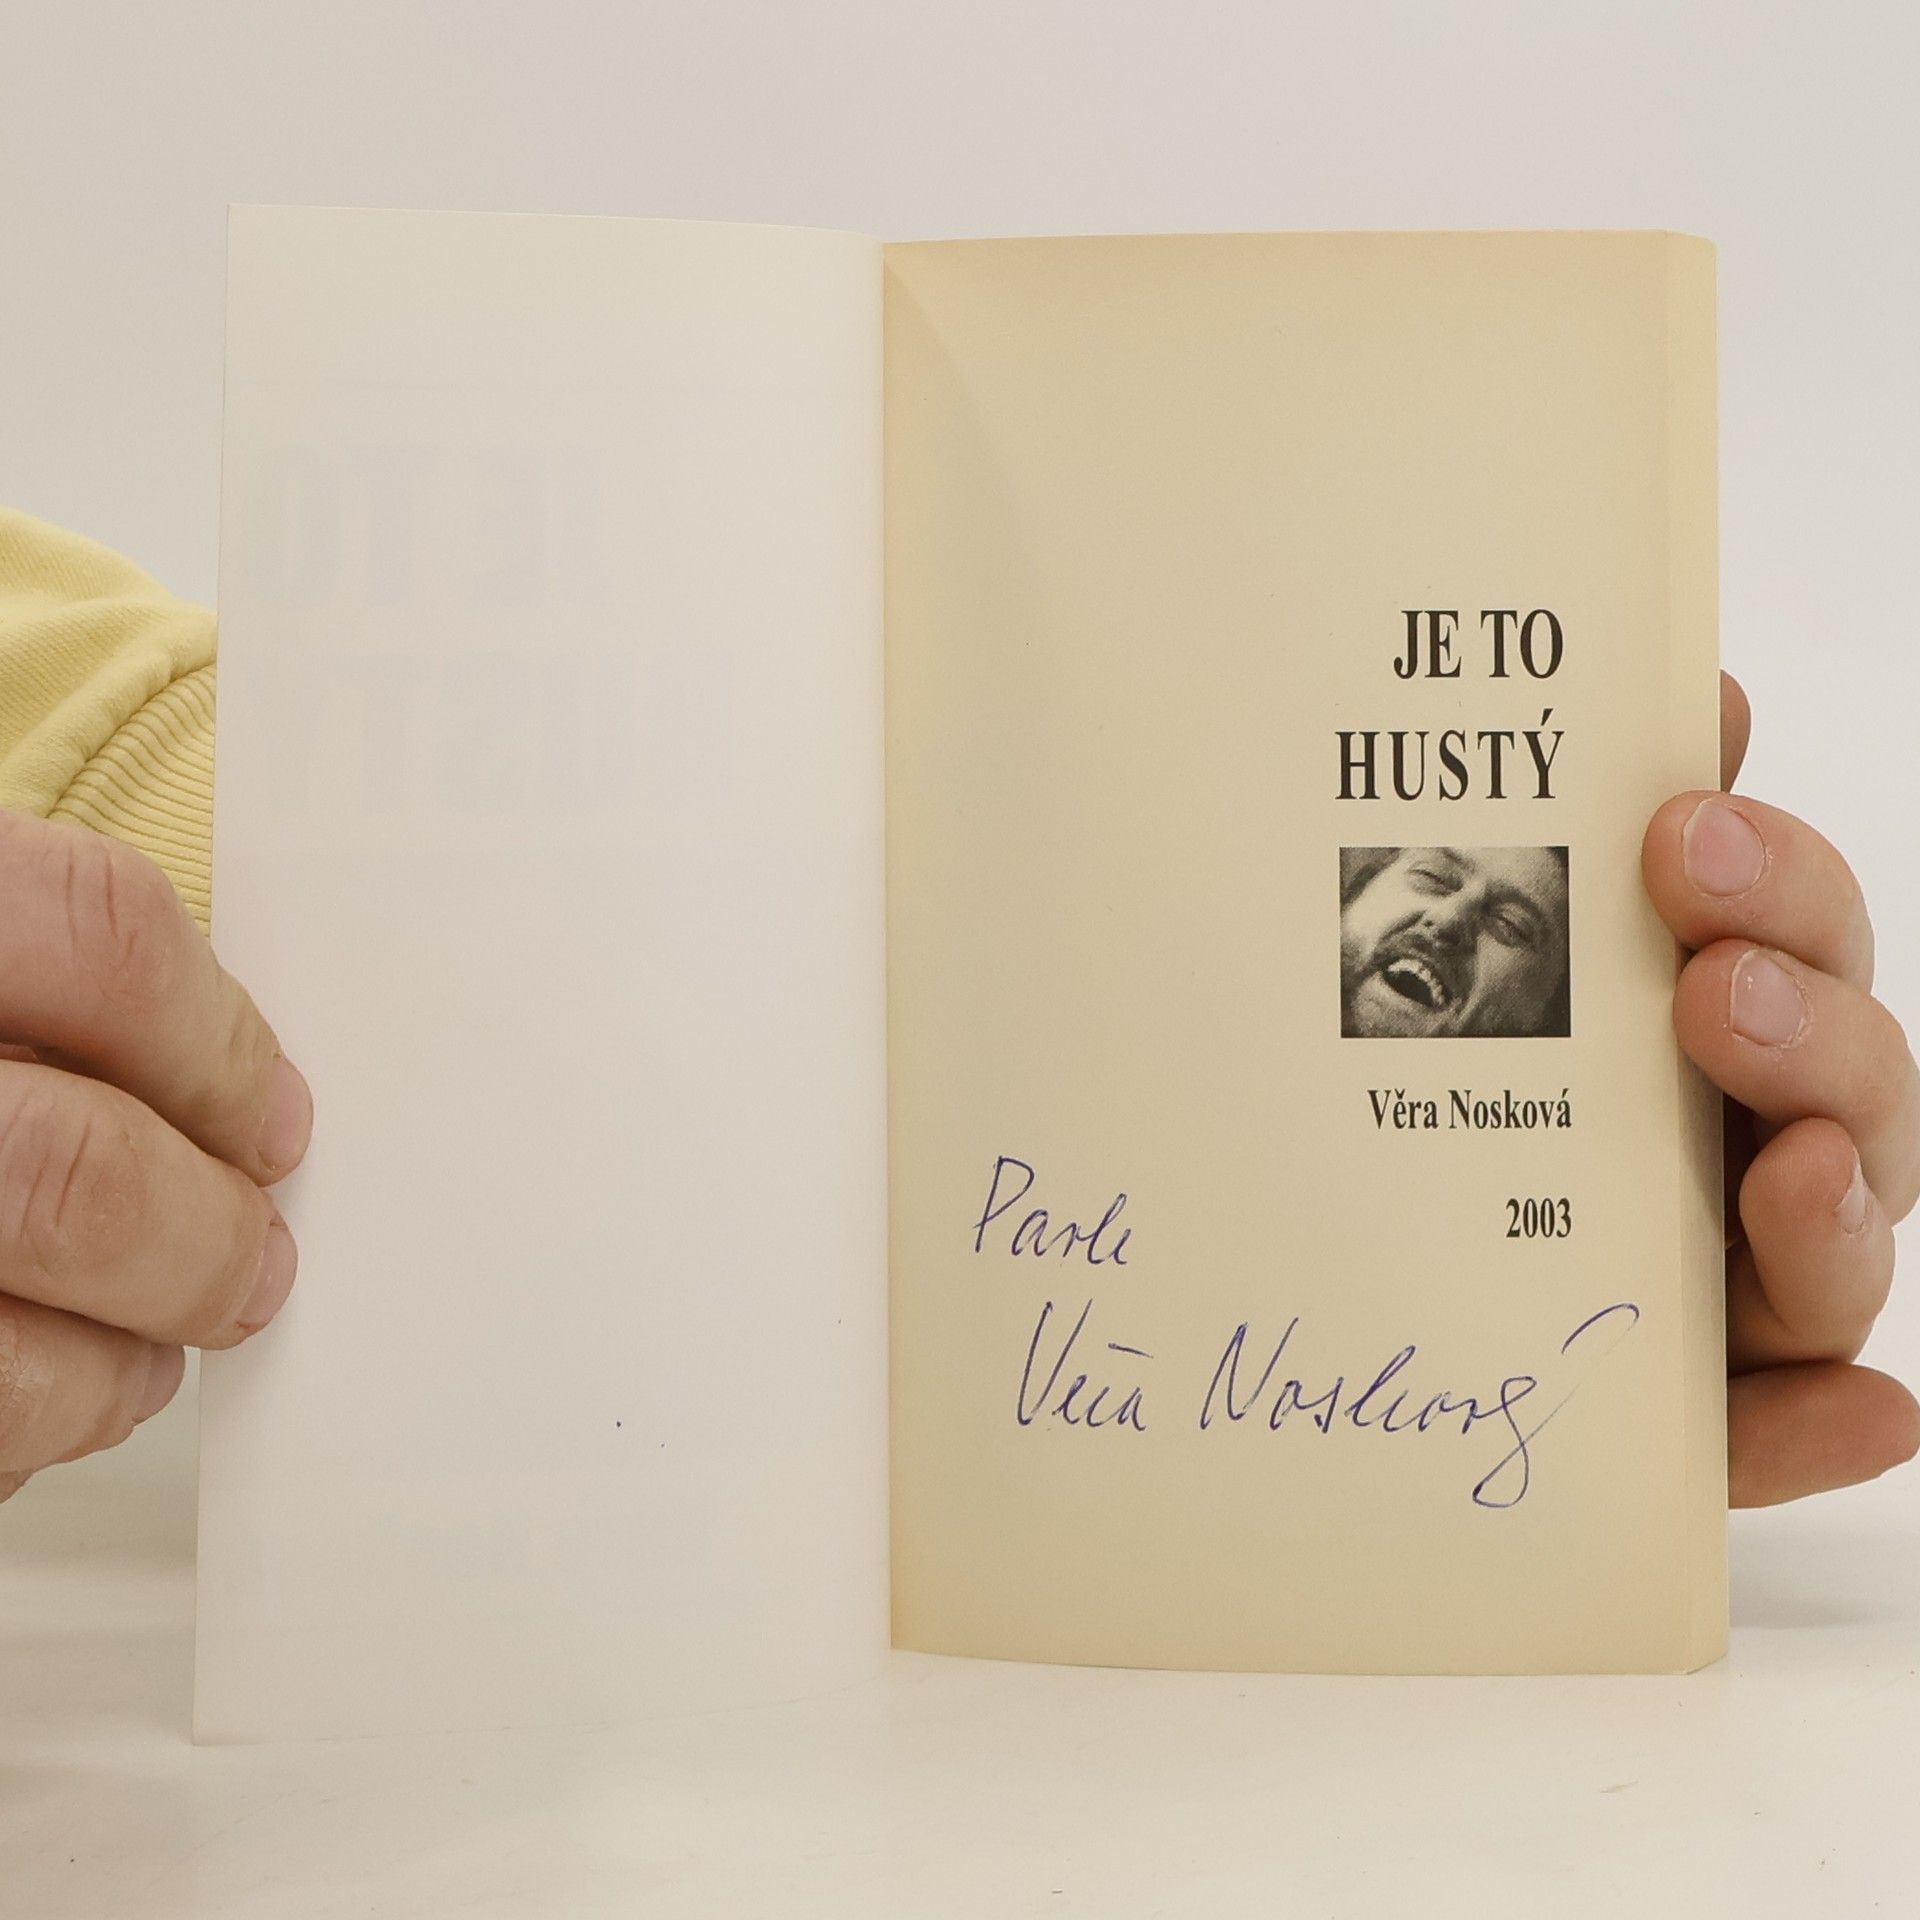 JE TO
HUSTÝ
Věra Nosková
2003
Pavle
Věra Nosková